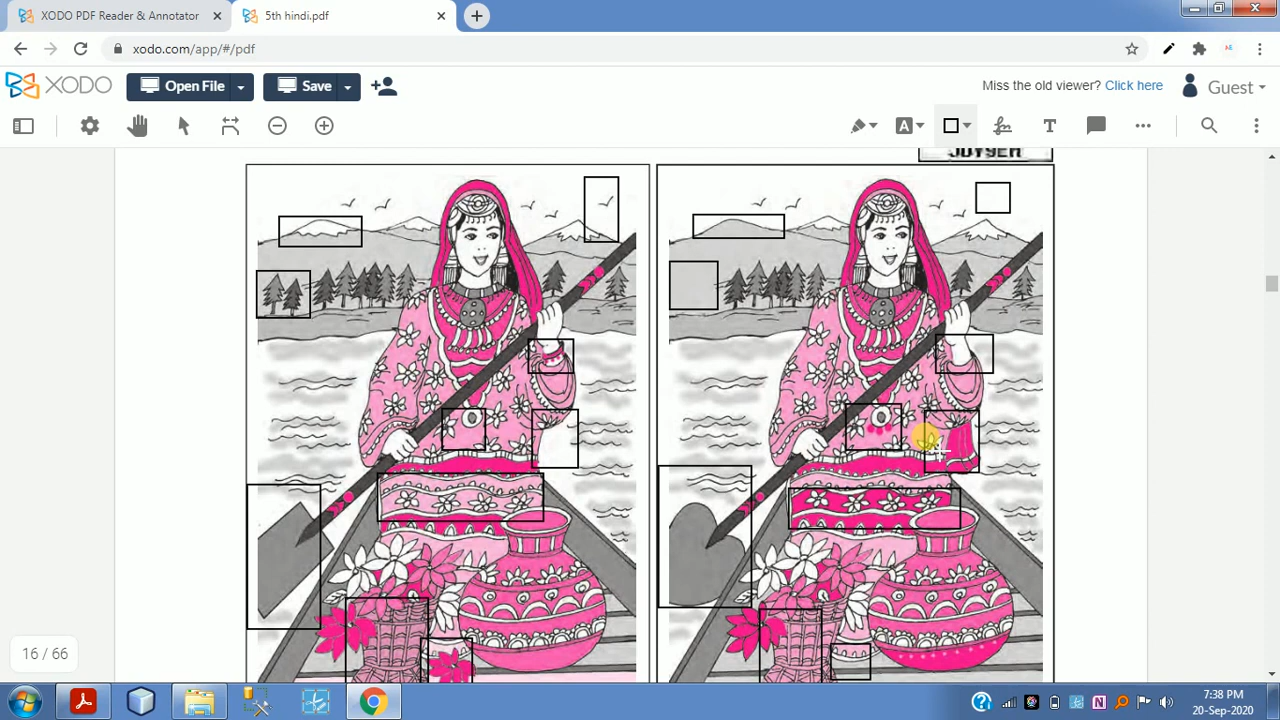 XODO PDF Reader & Annotator
5th hindi.pdf
xodo.com/app/#/pdf
XODO
Open File
Save
Miss the old viewer? Click here
Guest
16 / 66
7:38 PM
20-Sep-2020